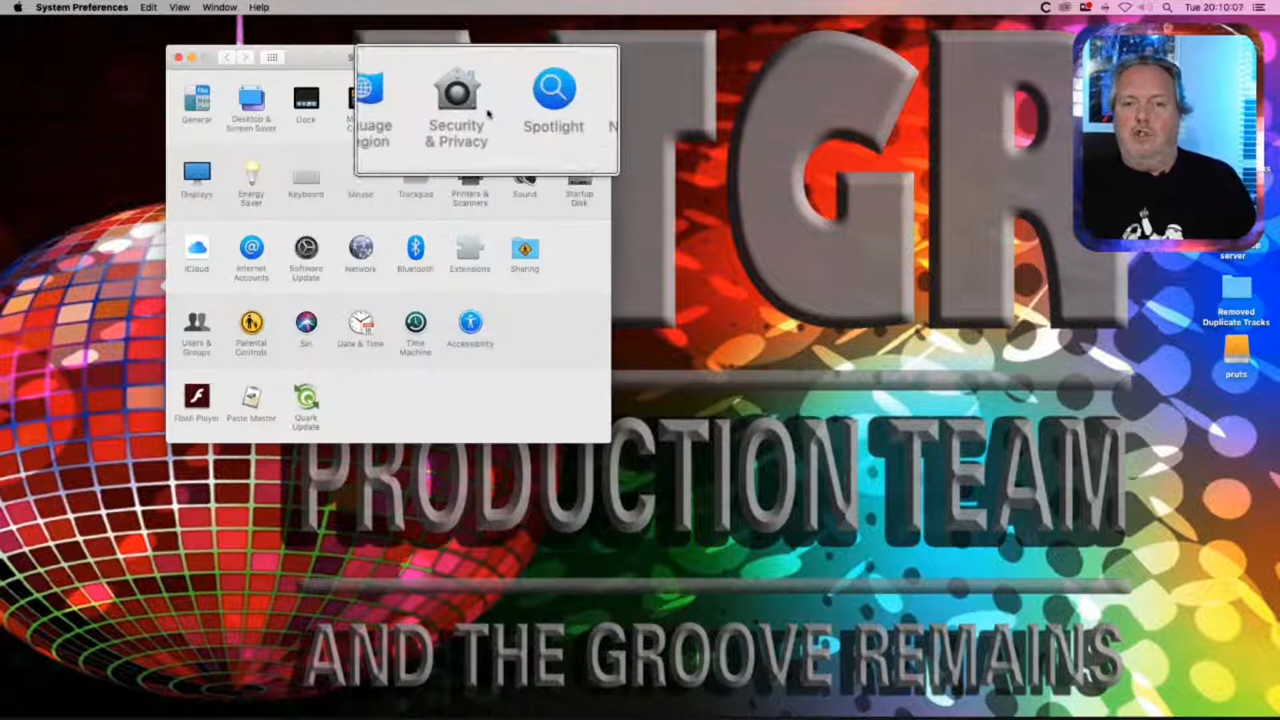 System Preferences Edit View Window Help
Tue 20:10:07
General
Desktop &
Screen Saver
Dock
uage
egion
Security
& Privacy
Spotlight
Displays
Energy
Saver
Keyboard
Mouse
Trackpad
Printers &
Scanners
Sound
Startup
Disk
iCloud
Internet
Accounts
Software
Update
Network
Bluetooth
Extensions
Sharing
Users &
Groups
Parental
Controls
Siri
Date & Time
Time
Machine
Accessibility
Flash Player
Paste Master
Quark
Update
server
Removed
Duplicate Tracks
pruts
TGR
PRODUCTION TEAM
AND THE GROOVE REMAINS